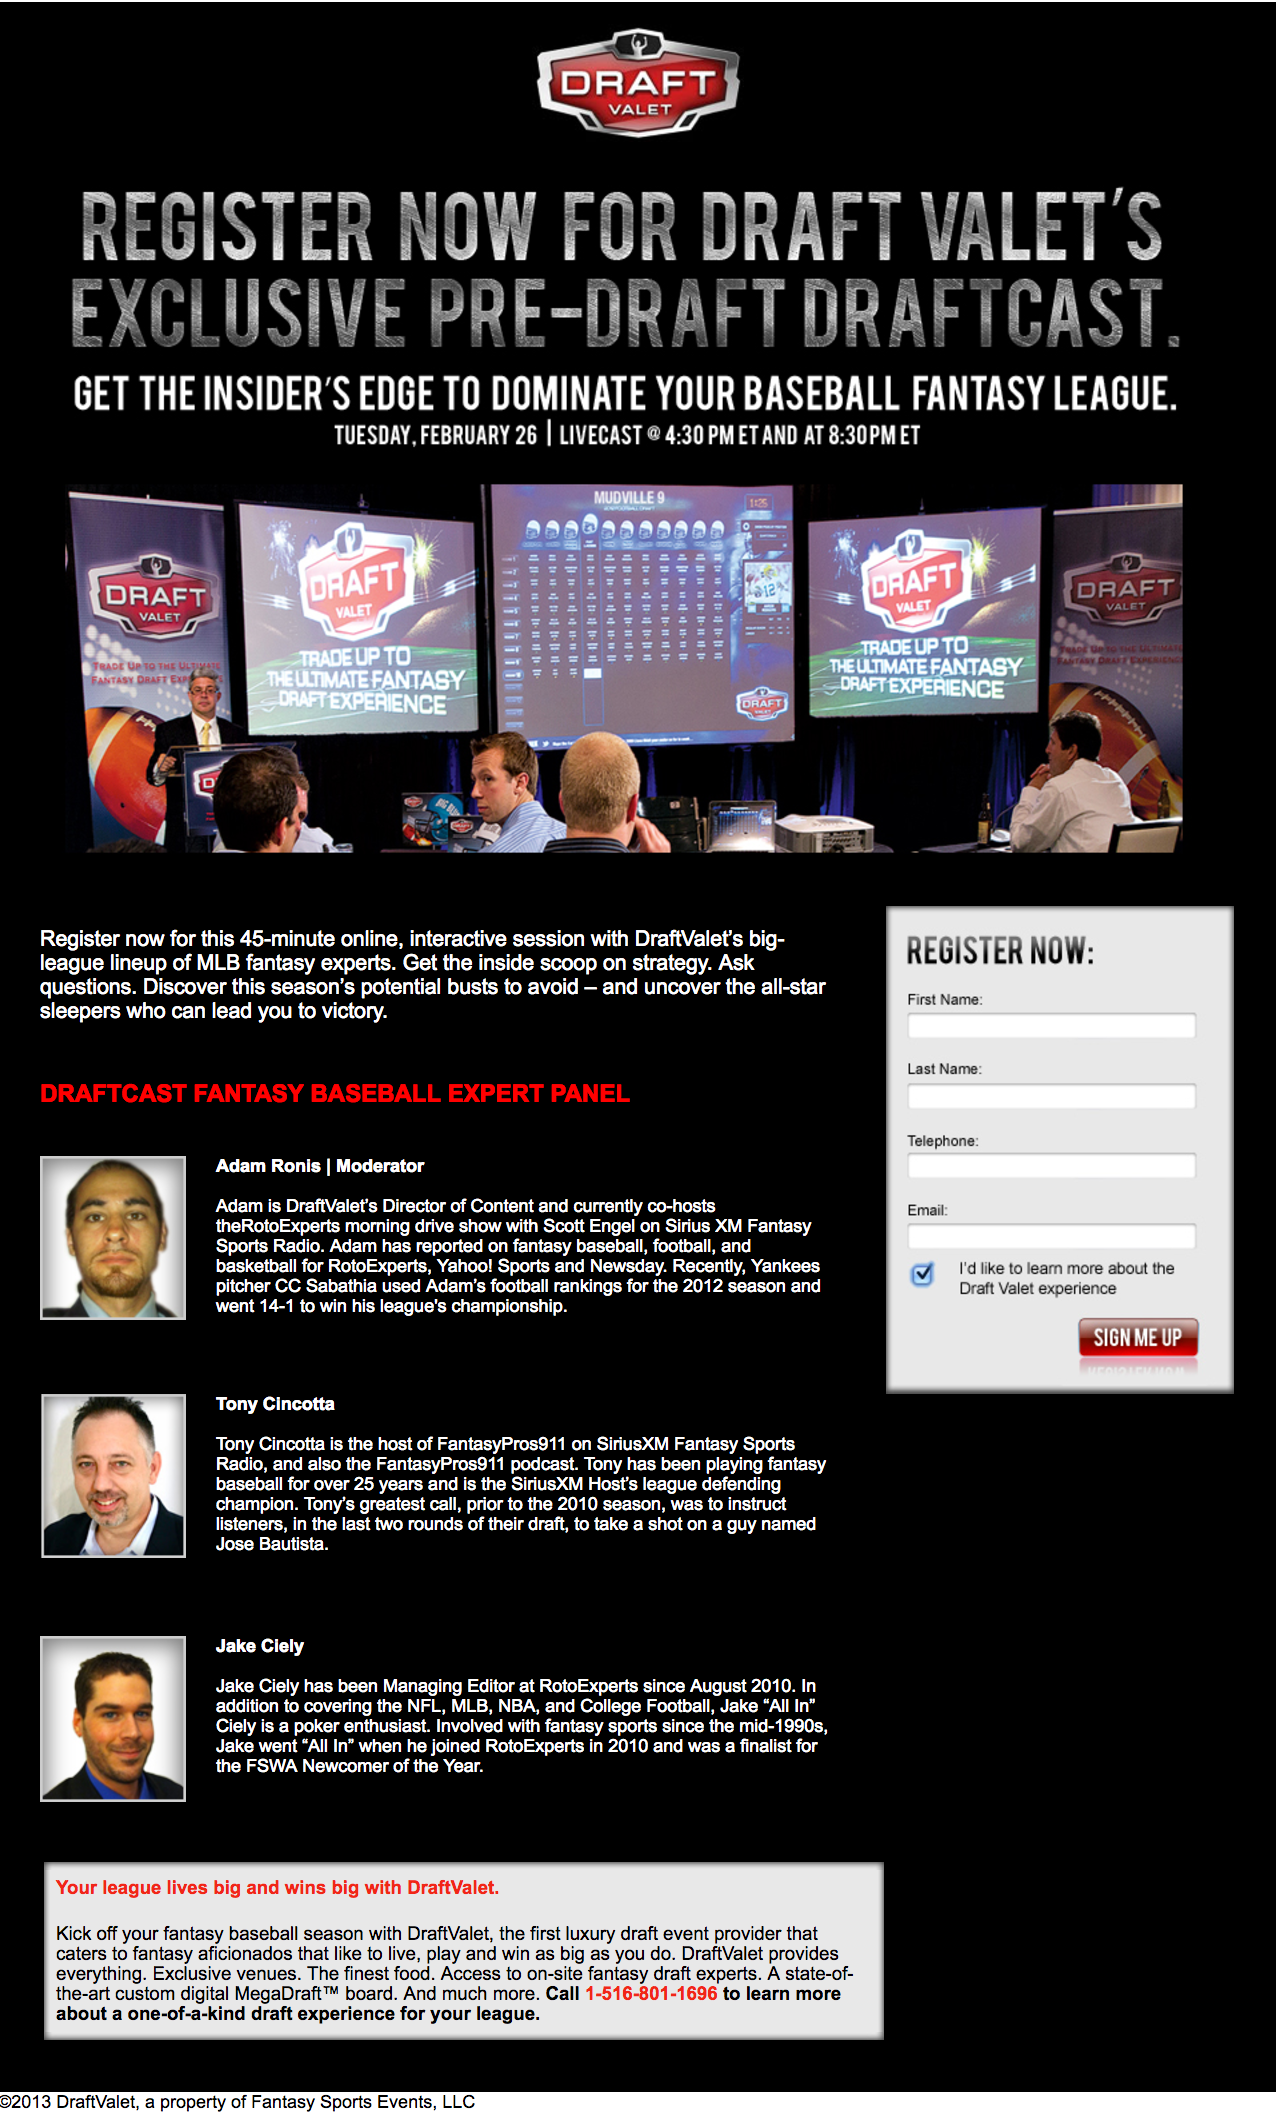 DRAFT
VALET
REGISTER NOW FOR DRAFT VALET'S
EXCLUSIVE PRE-DRAFT DRAFTCAST.
GET THE INSIDER'S EDGE TO DOMINATE YOUR BASEBALL FANTASY LEAGUE.
TUESDAY, FEBRUARY 26 | LIVECAST @ 4:30 PM ET AND AT 8:30PM ET
DRAFT
VALET
TRADE UP TO THE ULTIMATE
FANTASY DRAFT
DRAFT
VALET
TRADE UP TO
THE ULTIMATE FANTASY
DRAFT EXPERIENCE
MUDVILLE 9
1:25
12
DRAFT
VALET
DRAFT
VALET
TRADE UP TO
THE ULTIMATE FANTASY
DRAFT EXPERIENCE
DRAFT
VALET
TRADE UP TO THE ULTIMATE
FANTASY DRAFT EXPERIENCE
Register now for this 45-minute online, interactive session with DraftValet’s big-
league lineup of MLB fantasy experts. Get the inside scoop on strategy. Ask
questions. Discover this season’s potential busts to avoid – and uncover the all-star
sleepers who can lead you to victory.
DRAFTCAST FANTASY BASEBALL EXPERT PANEL
Adam Ronis | Moderator
Adam is DraftValet’s Director of Content and currently co-hosts
theRotoExperts morning drive show with Scott Engel on Sirius XM Fantasy
Sports Radio. Adam has reported on fantasy baseball, football, and
basketball for RotoExperts, Yahoo! Sports and Newsday. Recently, Yankees
pitcher CC Sabathia used Adam’s football rankings for the 2012 season and
went 14-1 to win his league’s championship.
Tony Cincotta
Tony Cincotta is the host of FantasyPros911 on SiriusXM Fantasy Sports
Radio, and also the FantasyPros911 podcast. Tony has been playing fantasy
baseball for over 25 years and is the SiriusXM Host’s league defending
champion. Tony’s greatest call, prior to the 2010 season, was to instruct
listeners, in the last two rounds of their draft, to take a shot on a guy named
Jose Bautista.
Jake Ciely
Jake Ciely has been Managing Editor at RotoExperts since August 2010. In
addition to covering the NFL, MLB, NBA, and College Football, Jake “All In”
Ciely is a poker enthusiast. Involved with fantasy sports since the mid-1990s,
Jake went “All In” when he joined RotoExperts in 2010 and was a finalist for
the FSWA Newcomer of the Year.
REGISTER NOW:
First Name:
Last Name:
Telephone:
Email:
I’d like to learn more about the
Draft Valet experience
SIGN ME UP
Your league lives big and wins big with DraftValet.
Kick off your fantasy baseball season with DraftValet, the first luxury draft event provider that
caters to fantasy aficionados that like to live, play and win as big as you do. DraftValet provides
everything. Exclusive venues. The finest food. Access to on-site fantasy draft experts. A state-of-
the-art custom digital MegaDraft™ board. And much more. Call 1-516-801-1696 to learn more
about a one-of-a-kind draft experience for your league.
©2013 DraftValet, a property of Fantasy Sports Events, LLC